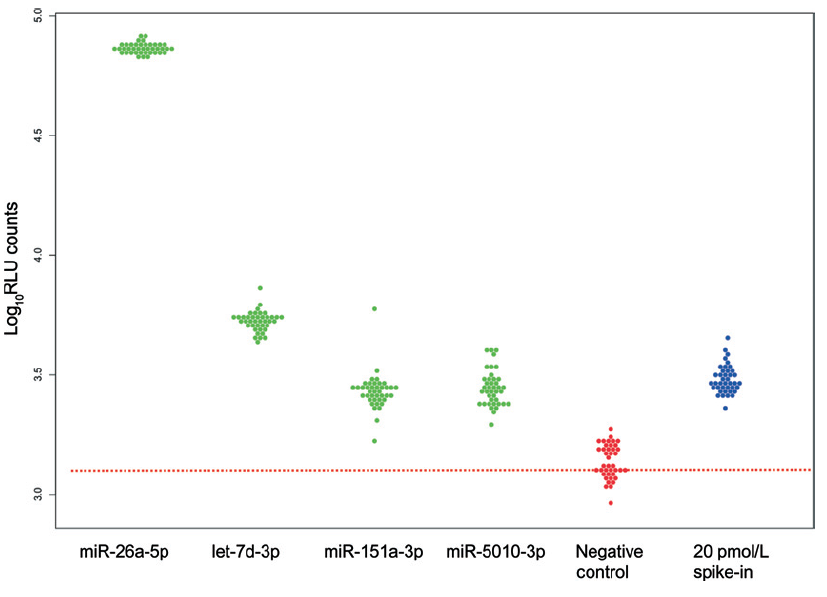 5.0
4.5
4.0
3.5
3.0
Log10RLU counts
miR-26a-5p
let-7d-3p
miR-151a-3p
miR-5010-3p
Negative
control
20 pmol/L
spike-in